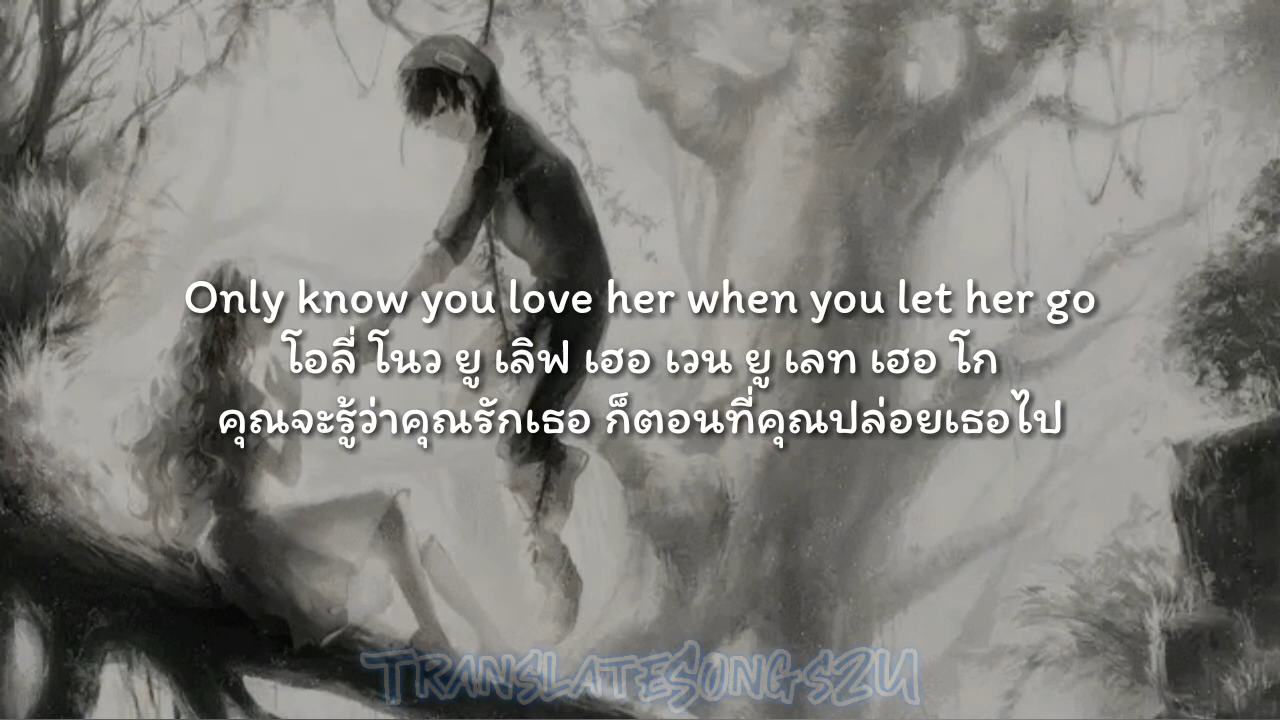 Only know you love her when you let her go
โอลี่ โนว ยู เลิฟ เฮอ เวน ยู เลท เฮอ โก
คุณจะรู้ว่าคุณรักเธอ ก็ตอนที่คุณปล่อยเธอไป
TRANSLATESONGS2U